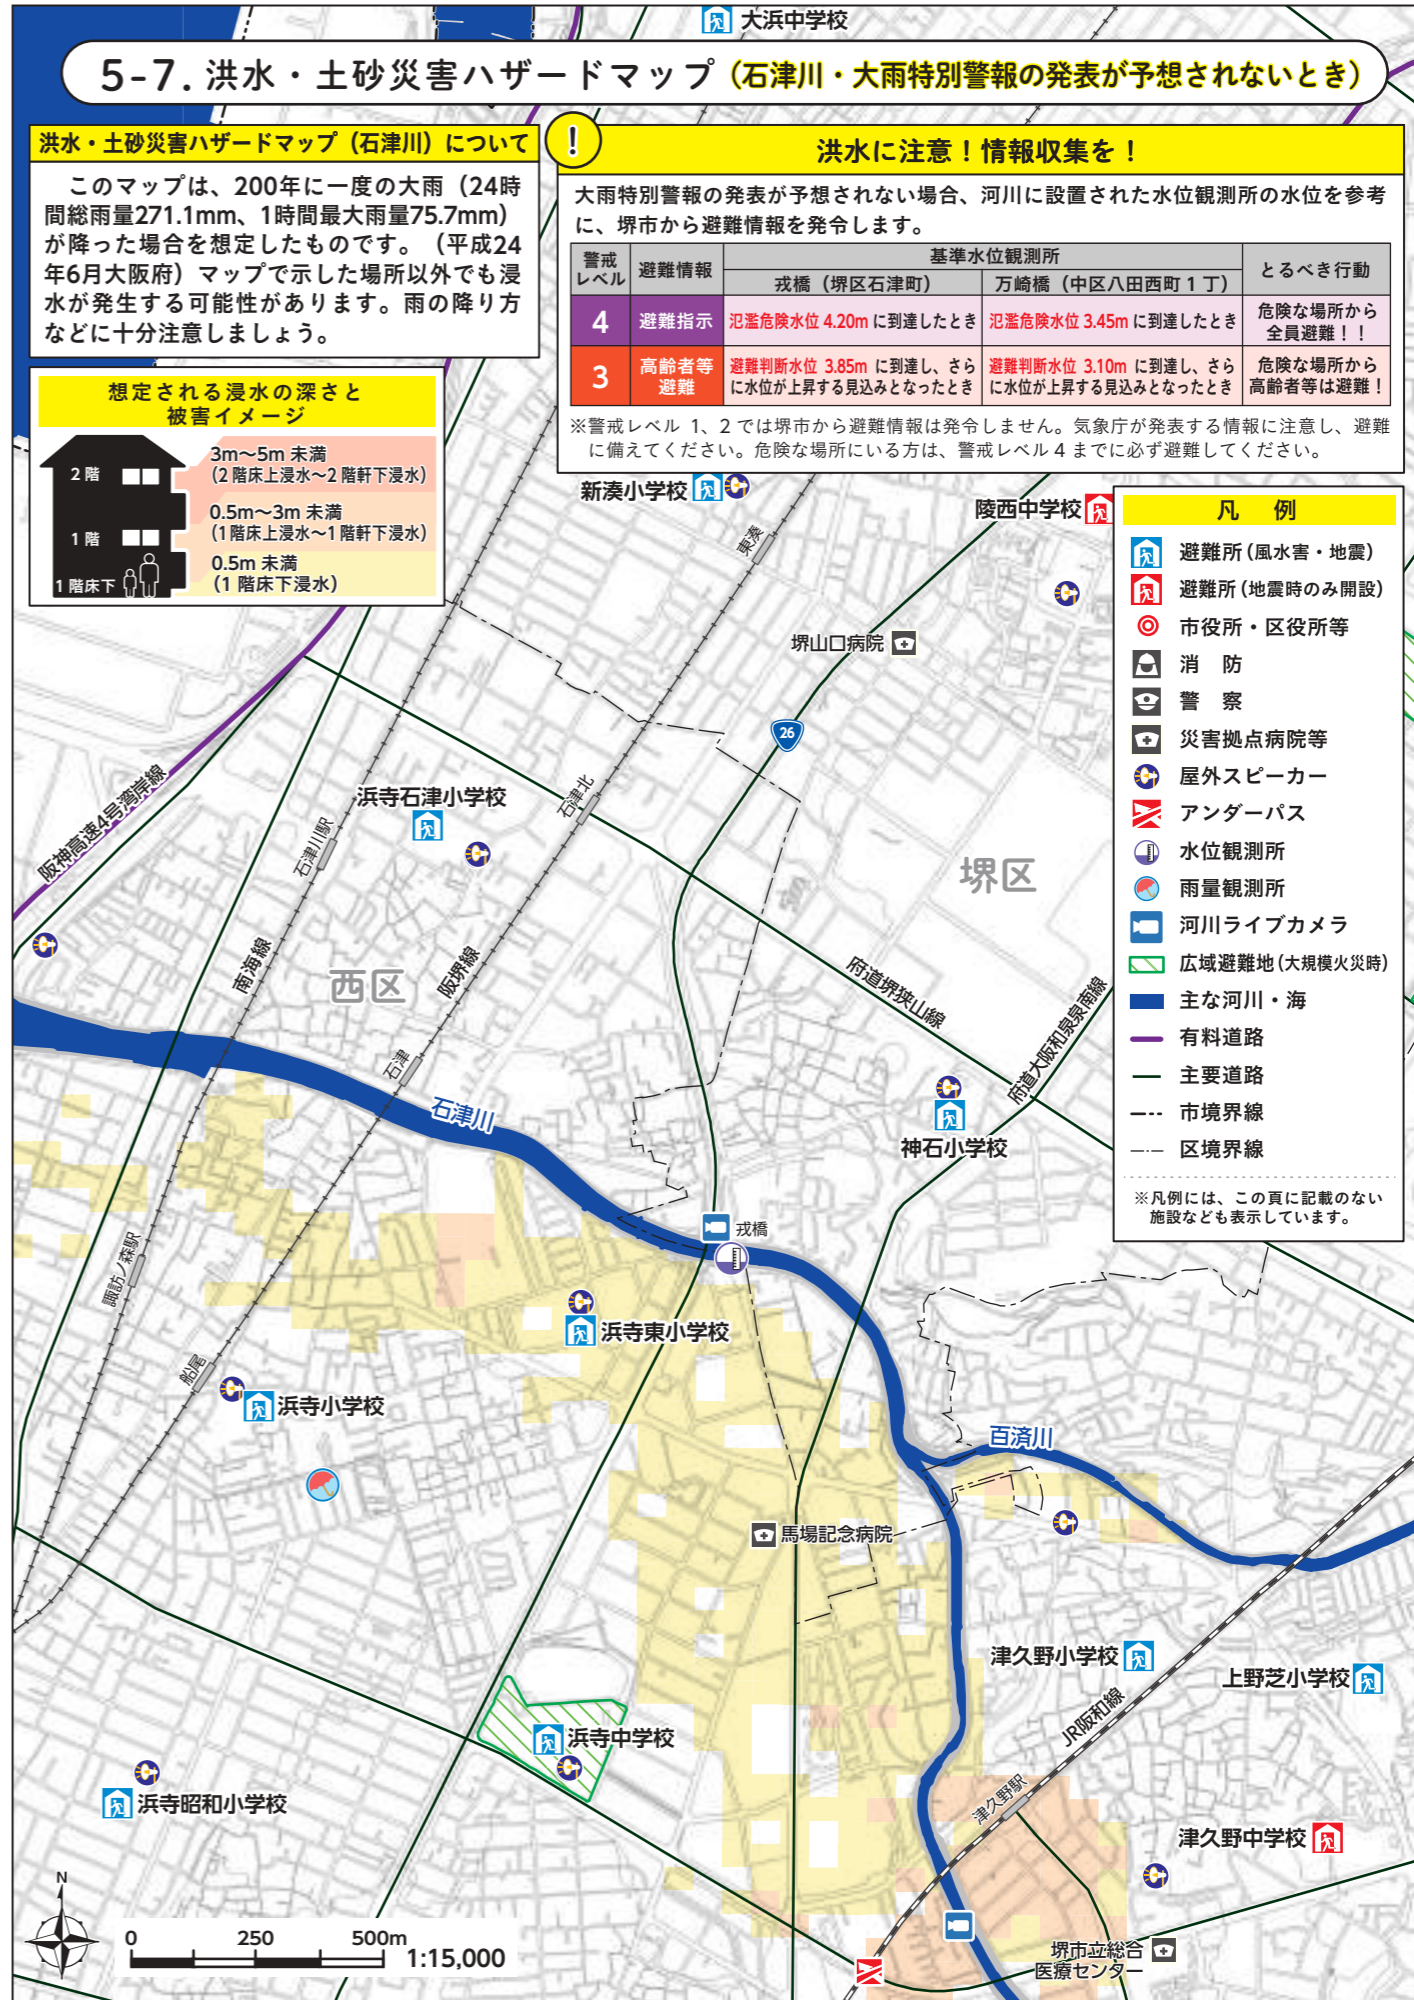 大浜中学校
5-7. 洪水・土砂災害ハザードマップ（石津川・大雨特別警報の発表が予想されないとき）
洪水・土砂災害ハザードマップ（石津川）について
このマップは、200年に一度の大雨（24時
間総雨量271.1mm、1時間最大雨量75.7mm）
が降った場合を想定したものです。（平成24
年6月大阪府）マップで示した場所以外でも浸
水が発生する可能性があります。雨の降り方
などに十分注意しましょう。
！
洪水に注意！情報収集を！
大雨特別警報の発表が予想されない場合、河川に設置された水位観測所の水位を参考
に、堺市から避難情報を発令します。
警戒レベル 避難情報 基準水位観測所 とるべき行動
戎橋（堺区石津町） 万崎橋（中区八田西町1丁）
4 避難指示 氾濫危険水位 4.20m に到達したとき 氾濫危険水位 3.45m に到達したとき 危険な場所から全員避難！！
3 高齢者等避難 避難判断水位 3.85m に到達し、さらに水位が上昇する見込みとなったとき 避難判断水位 3.10m に到達し、さらに水位が上昇する見込みとなったとき 危険な場所から高齢者等は避難！
※警戒レベル 1、2では堺市から避難情報は発令しません。気象庁が発表する情報に注意し、避難
に備えてください。危険な場所にいる方は、警戒レベル4までに必ず避難してください。
想定される浸水の深さと
被害イメージ
2階
3m～5m 未満
（2階床上浸水～2階軒下浸水）
1階
0.5m～3m 未満
（1階床上浸水～1階軒下浸水）
1階床下
0.5m 未満
（1階床下浸水）
凡 例
避難所（風水害・地震）
避難所（地震時のみ開設）
市役所・区役所等
消 防
警 察
災害拠点病院等
屋外スピーカー
アンダーパス
水位観測所
雨量観測所
河川ライブカメラ
広域避難地（大規模火災時）
主な河川・海
有料道路
主要道路
市境界線
区境界線
※凡例には、この頁に記載のない
施設なども表示しています。
新湊小学校
陵西中学校
東湊
堺山口病院
26
阪神高速4号湾岸線
浜寺石津小学校
石津北
石津川駅
堺区
南海線
西区
阪堺線
府道堺狭山線
府道大阪和泉泉南線
石津
石津川
神石小学校
戎橋
諏訪ノ森駅
浜寺東小学校
船尾
浜寺小学校
百済川
馬場記念病院
津久野小学校
上野芝小学校
JR阪和線
浜寺中学校
津久野駅
浜寺昭和小学校
津久野中学校
堺市立総合
医療センター
N
0 250 500m
1:15,000